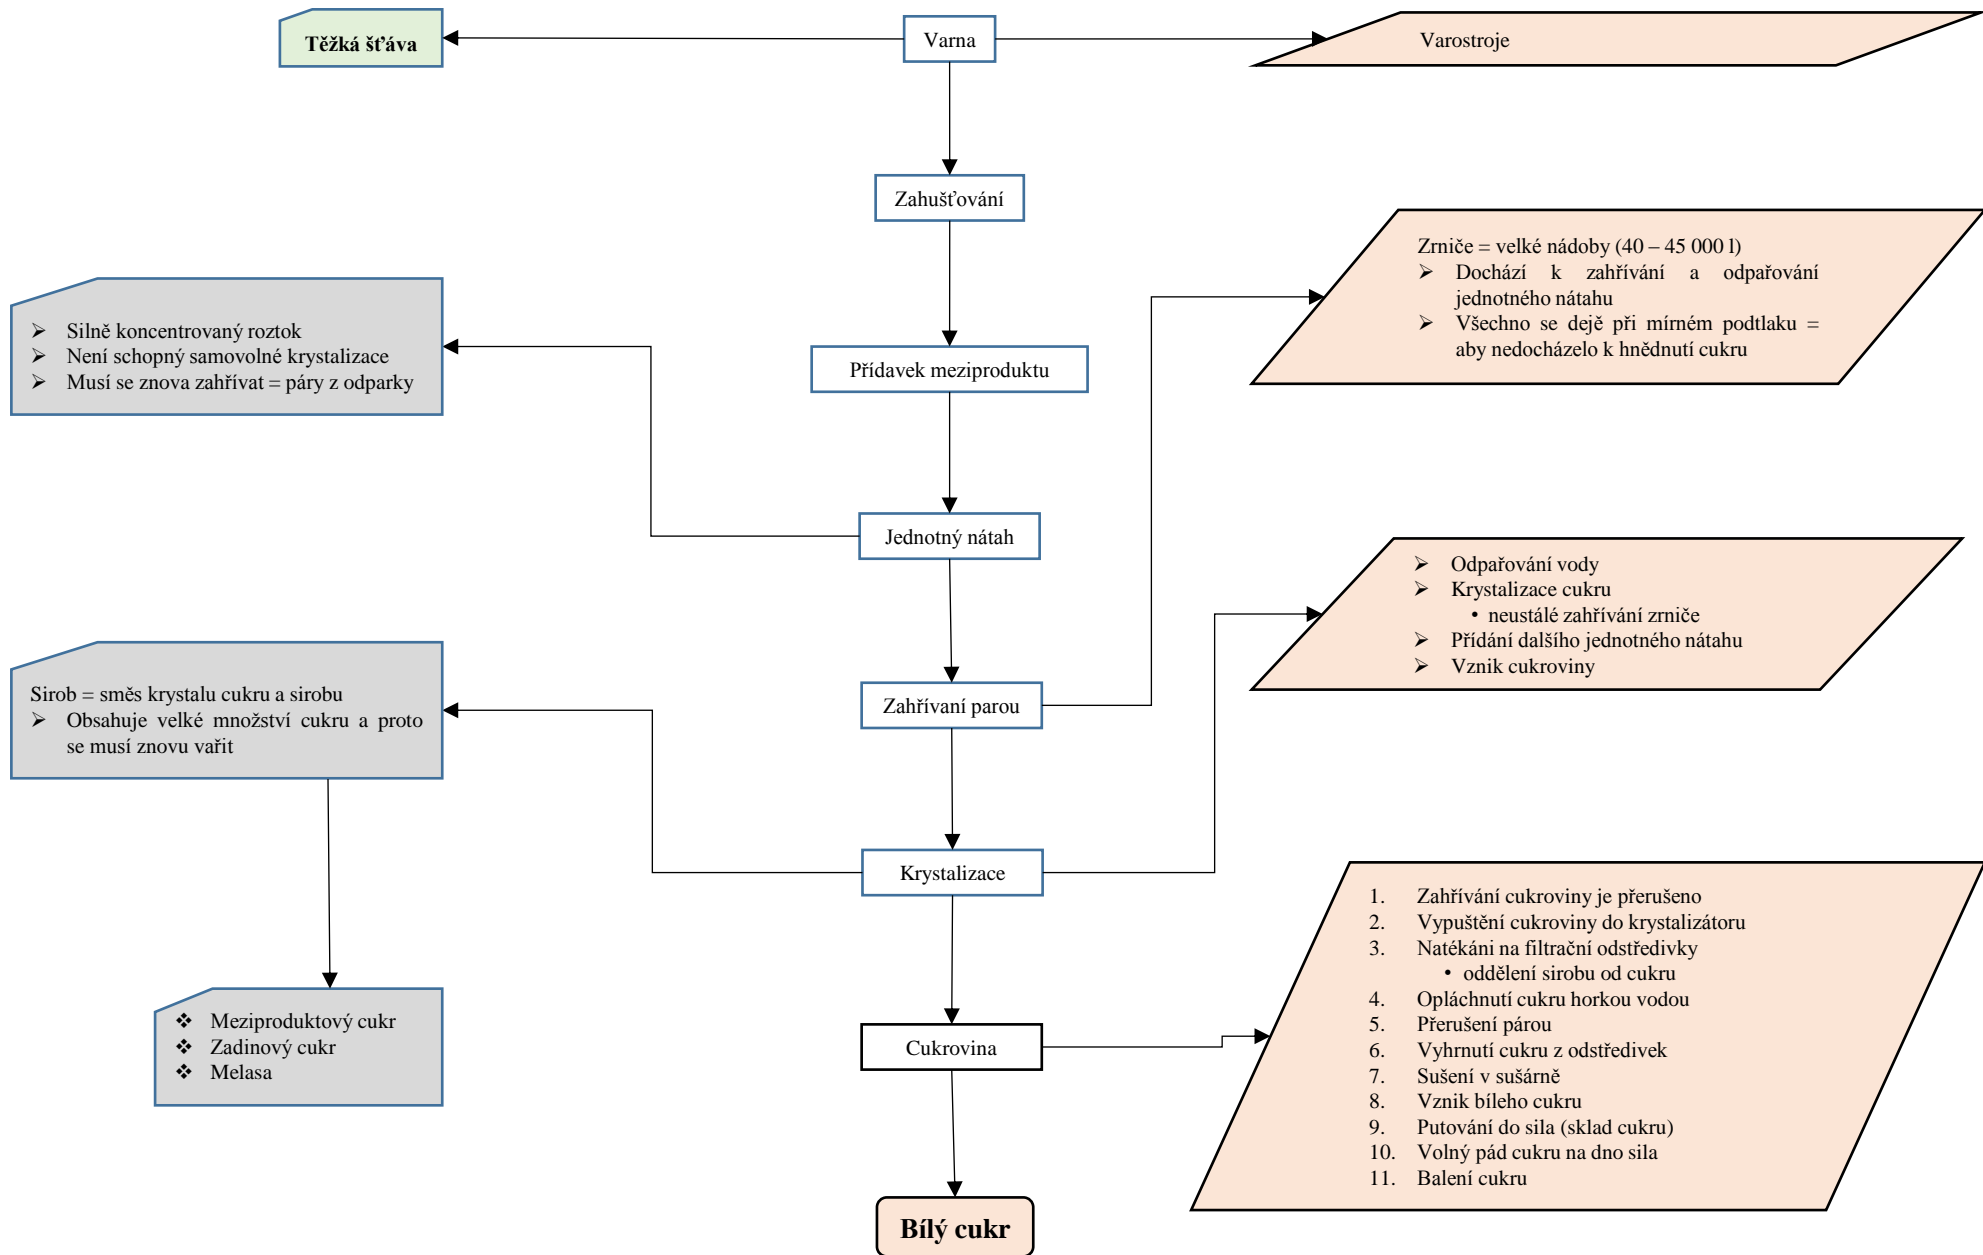 Těžká šťáva
Varna
Varostroje
Zahušťování
Zrniče = velké nádoby (40 – 45 000 l)
➢ Dochází k zahřívání a odpařování
jednotného nátahu
➢ Všechno se dejě při mírném podtlaku =
aby nedocházelo k hnědnutí cukru
➢ Silně koncentrovaný roztok
➢ Není schopný samovolné krystalizace
➢ Musí se znova zahřívat = páry z odparky
Přídavek meziproduktu
Jednotný nátah
➢ Odpařování vody
➢ Krystalizace cukru
• neustálé zahřívání zrniče
➢ Přídání dalšího jednotného nátahu
➢ Vznik cukroviny
Sirob = směs krystalu cukru a sirobu
➢ Obsahuje velké množství cukru a proto
se musí znovu vařit
Zahřívaní parou
Krystalizace
1. Zahřívání cukroviny je přerušeno
2. Vypuštění cukroviny do krystalizátoru
3. Natékáni na filtrační odstředivky
• oddělení sirobu od cukru
4. Opláchnutí cukru horkou vodou
5. Přerušení párou
6. Vyhrnutí cukru z odstředivek
7. Sušení v sušárně
8. Vznik bíleho cukru
9. Putování do sila (sklad cukru)
10. Volný pád cukru na dno sila
11. Balení cukru
❖ Meziproduktový cukr
❖ Zadinový cukr
❖ Melasa
Cukrovina
Bílý cukr